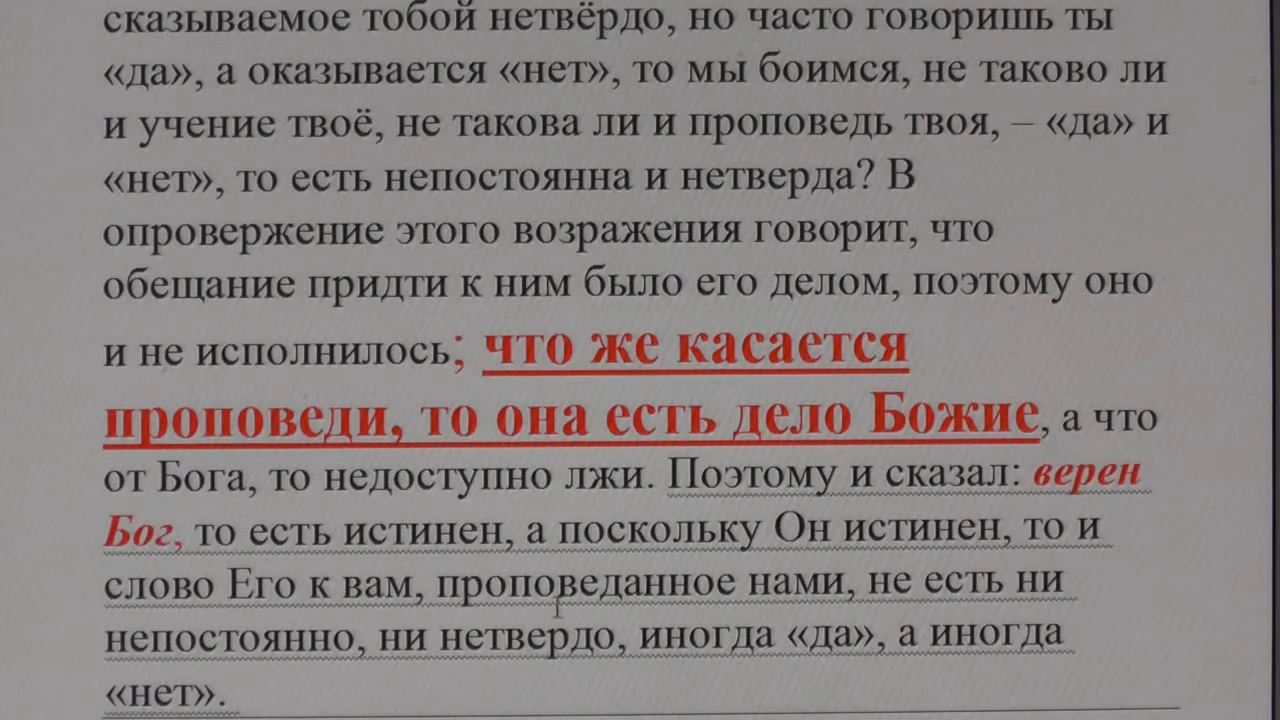 сказываемое тобой нетвёрдо, но часто говоришь ты
«да», а оказывается «нет», то мы боимся, не таково ли
и учение твоё, не такова ли и проповедь твоя, – «да» и
«нет», то есть непостоянна и нетверда? В
опровержение этого возражения говорит, что
обещание придти к ним было его делом, поэтому оно
и не исполнилось; что же касается
проповеди, то она есть дело Божие, а что
от Бога, то недоступно лжи. Поэтому и сказал: верен
Бог, то есть истинен, а поскольку Он истинен, то и
слово Его к вам, проповеданное нами, не есть ни
непостоянно, ни нетвердо, иногда «да», а иногда
«нет».